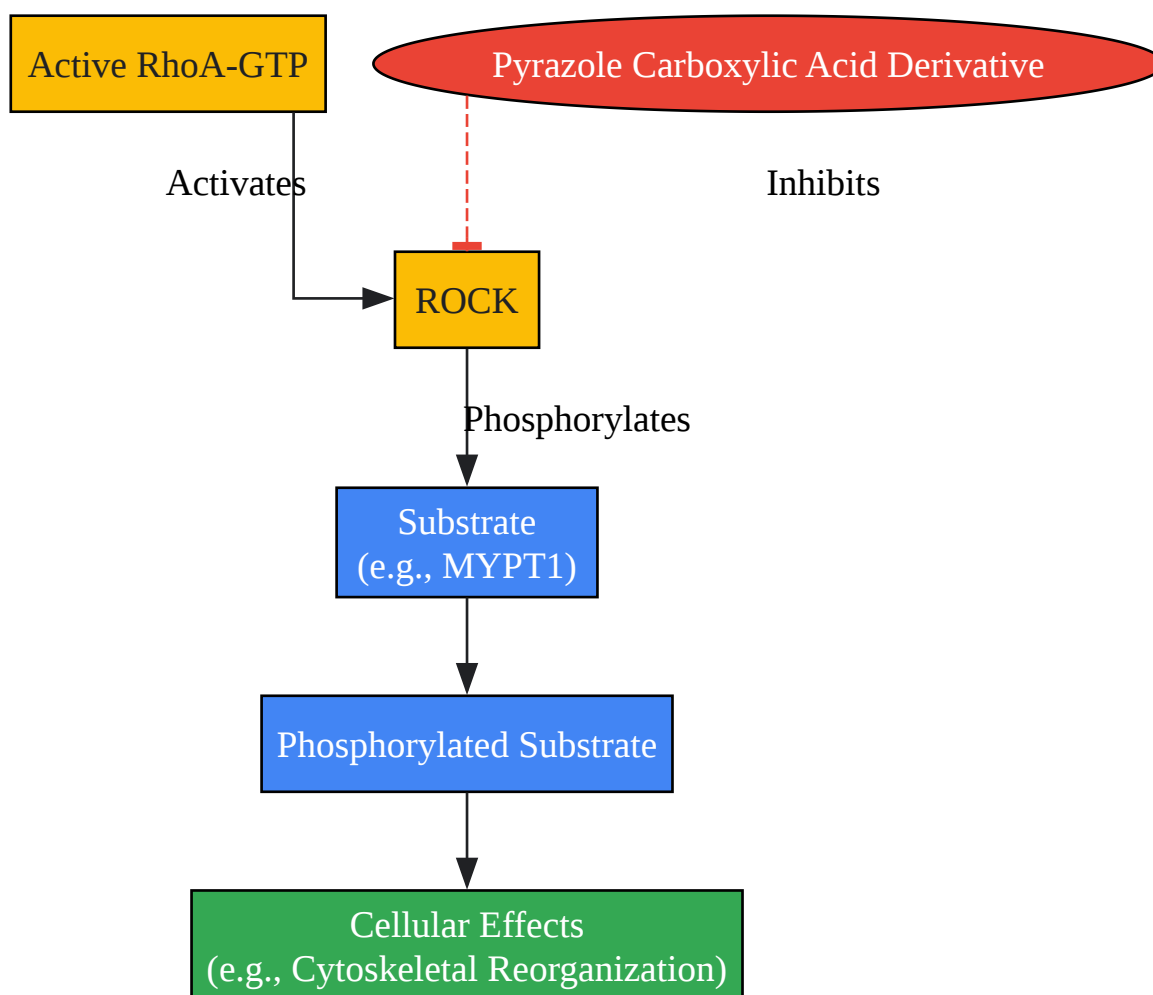 Active RhoA-GTP
Pyrazole Carboxylic Acid Derivative
Activates
Inhibits
ROCK
Phosphorylates
Substrate
(e.g., MYPT1)
Phosphorylated Substrate
Cellular Effects
(e.g., Cytoskeletal Reorganization)